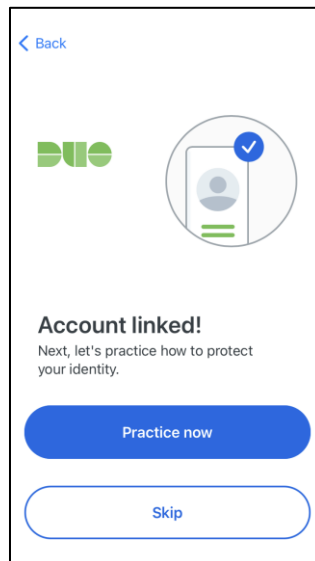 Back
DUO
Account linked!
Next, let's practice how to protect
your identity.
Practice now
Skip